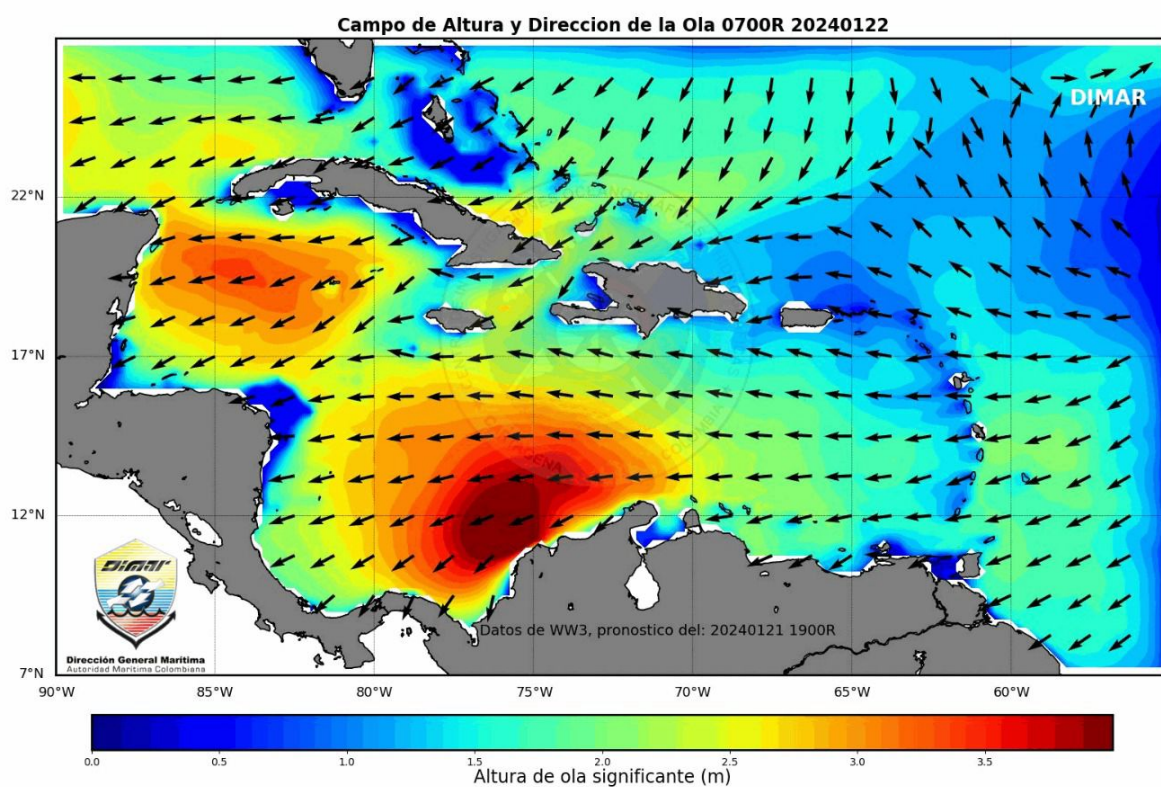 Campo de Altura y Direccion de la Ola 0700R 20240122
DIMAR
22°N
17°N
12°N
7°N
DiMAR
Dirección General Marítima
Autoridad Marítima Colombiana
Datos de WW3, pronostico del: 20240121 1900R
90°W 85°W 80°W 75°W 70°W 65°W 60°W
0.0 0.5 1.0 1.5 2.0 2.5 3.0 3.5
Altura de ola significante (m)